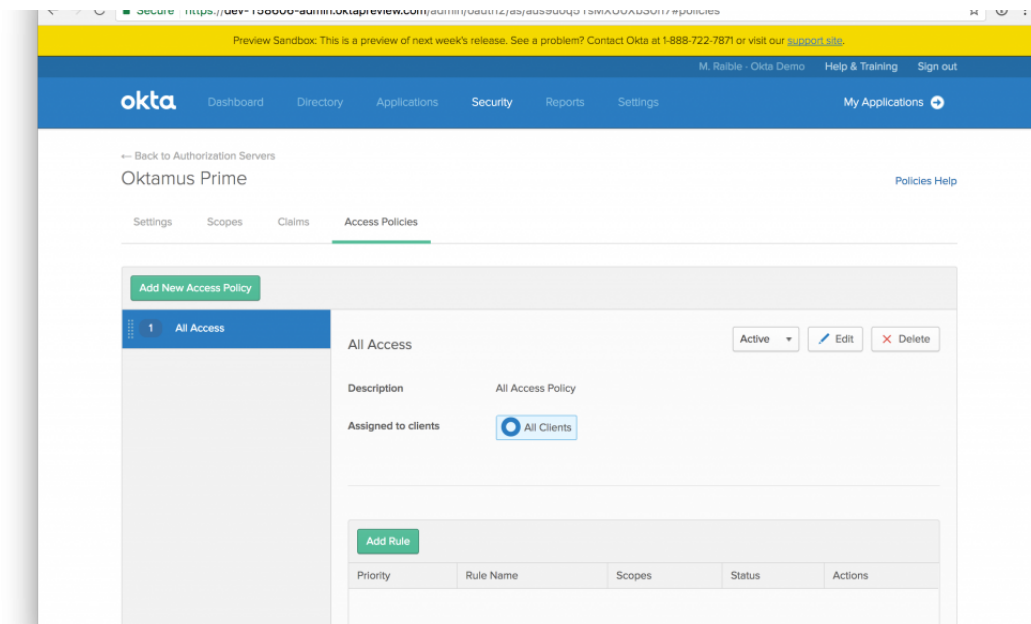 Secure
Preview Sandbox: This is a preview of next week's release. See a problem? Contact Okta at 1-888-722-7871 or visit our support site.
M. Raible - Okta Demo Help & Training Sign out
okta Dashboard Directory Applications Security Reports Settings My Applications
← Back to Authorization Servers
Oktamus Prime
Policies Help
Settings Scopes Claims Access Policies
Add New Access Policy
1 All Access
All Access Active Edit Delete
Description All Access Policy
Assigned to clients All Clients
Add Rule
Priority Rule Name Scopes Status Actions